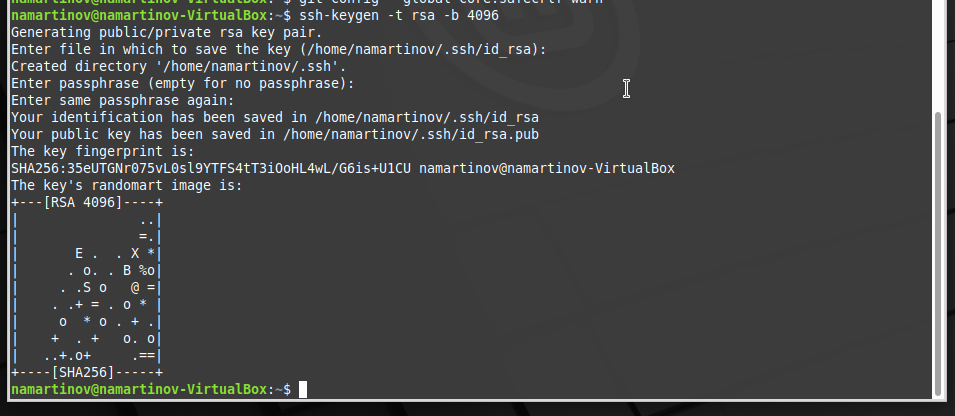 namartinov@namartinov-VirtualBox:~$ git config --global core.safecrlf warn
namartinov@namartinov-VirtualBox:~$ ssh-keygen -t rsa -b 4096
Generating public/private rsa key pair.
Enter file in which to save the key (/home/namartinov/.ssh/id_rsa):
Created directory '/home/namartinov/.ssh'.
Enter passphrase (empty for no passphrase):
Enter same passphrase again:
Your identification has been saved in /home/namartinov/.ssh/id_rsa
Your public key has been saved in /home/namartinov/.ssh/id_rsa.pub
The key fingerprint is:
SHA256:35eUTGNr075vL0sl9YTFS4tT3iOoHL4wL/G6is+U1CU namartinov@namartinov-VirtualBox
The key's randomart image is:
+---[RSA 4096]----+
|               ..|
|               =.|
|       E .  . X *|
|      . o. . B %o|
|     . .S o   @ =|
|    . .+ = . o * |
|     o  * o . + .|
|    +  . +   o. o|
|   ..+.o+     .==|
+----[SHA256]-----+
namartinov@namartinov-VirtualBox:~$